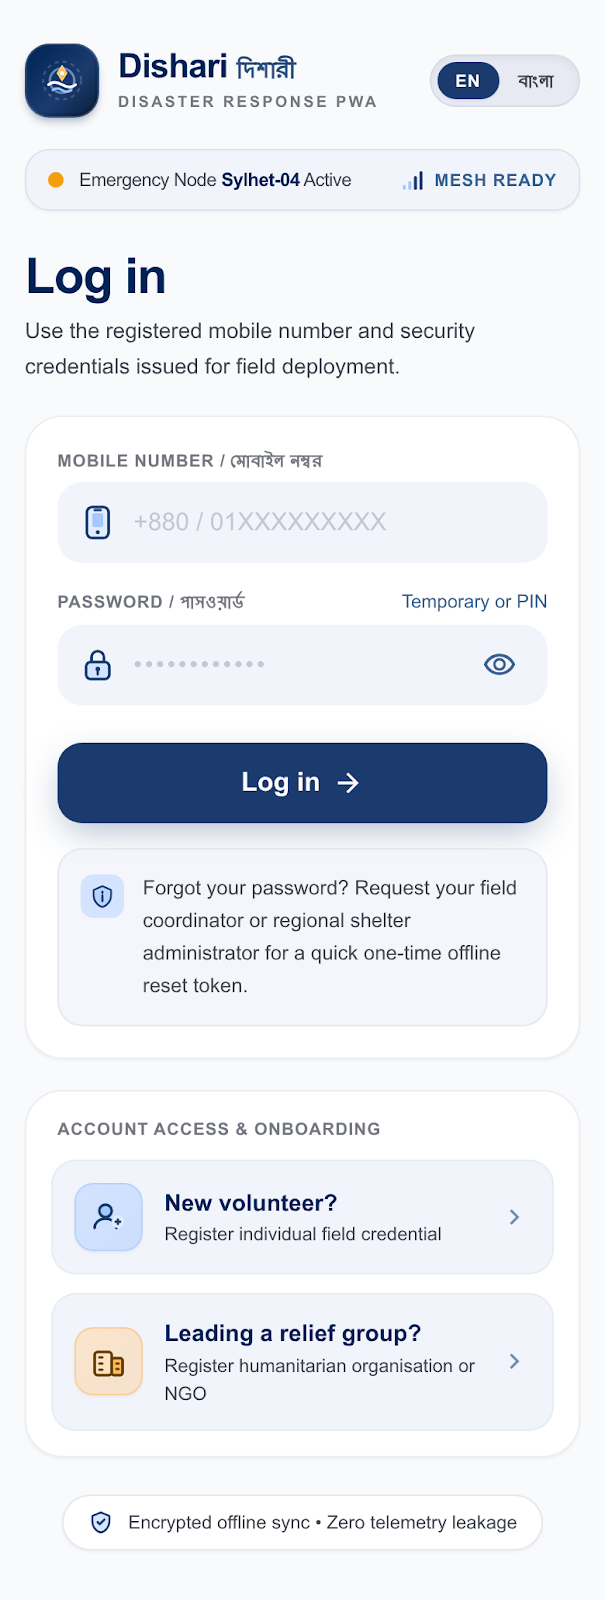 Dishari দিশারী
DISASTER RESPONSE PWA
EN
বাংলা
Emergency Node Sylhet-04 Active
MESH READY
Log in
Use the registered mobile number and security
credentials issued for field deployment.
MOBILE NUMBER / মোবাইল নম্বর
+880 / 01XXXXXXXXX
PASSWORD / পাসওয়ার্ড
Temporary or PIN
••••••••••••
Log in →
Forgot your password? Request your field
coordinator or regional shelter
administrator for a quick one-time offline
reset token.
ACCOUNT ACCESS & ONBOARDING
New volunteer?
Register individual field credential
Leading a relief group?
Register humanitarian organisation or
NGO
Encrypted offline sync • Zero telemetry leakage